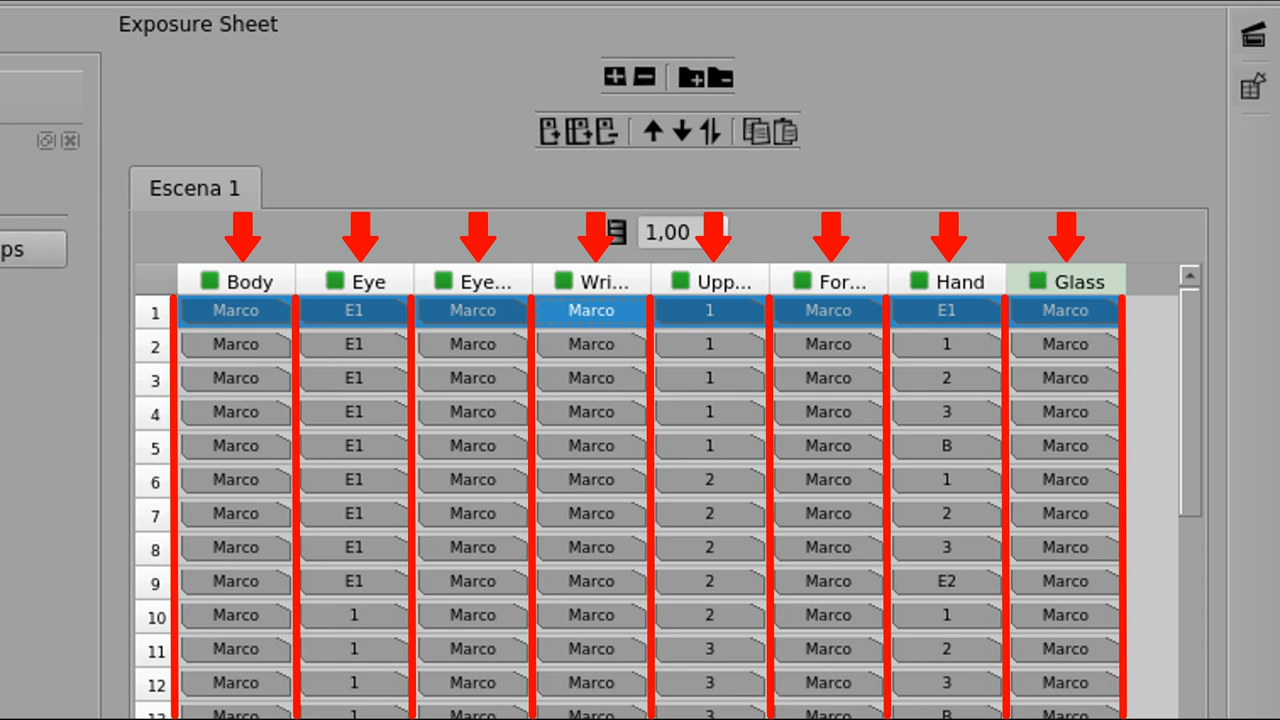 Exposure Sheet
Escena 1
ps
1,00
Body Eye Eye... Wri... Upp... For... Hand Glass
1 Marco E1 Marco Marco 1 Marco E1 Marco
2 Marco E1 Marco Marco 1 Marco 1 Marco
3 Marco E1 Marco Marco 1 Marco 2 Marco
4 Marco E1 Marco Marco 1 Marco 3 Marco
5 Marco E1 Marco Marco 1 Marco B Marco
6 Marco E1 Marco Marco 2 Marco 1 Marco
7 Marco E1 Marco Marco 2 Marco 2 Marco
8 Marco E1 Marco Marco 2 Marco 3 Marco
9 Marco E1 Marco Marco 2 Marco E2 Marco
10 Marco 1 Marco Marco 2 Marco 1 Marco
11 Marco 1 Marco Marco 3 Marco 2 Marco
12 Marco 1 Marco Marco 3 Marco 3 Marco